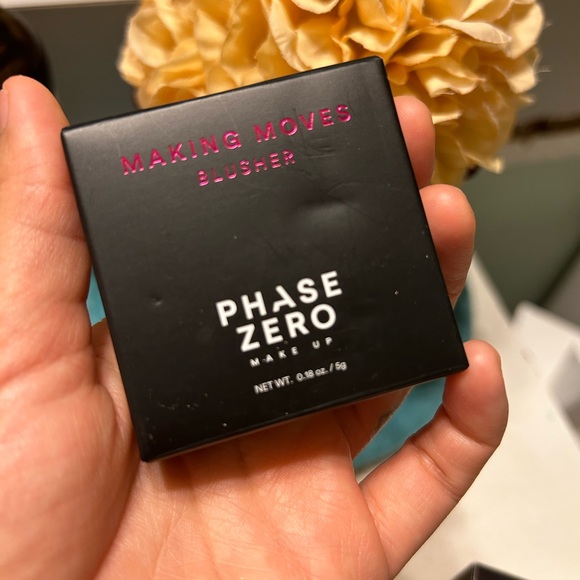 MAKING MOVES
BLUSHER
PHASE
ZERO
MAKE UP
NET WT. 0.18 oz. / 5g